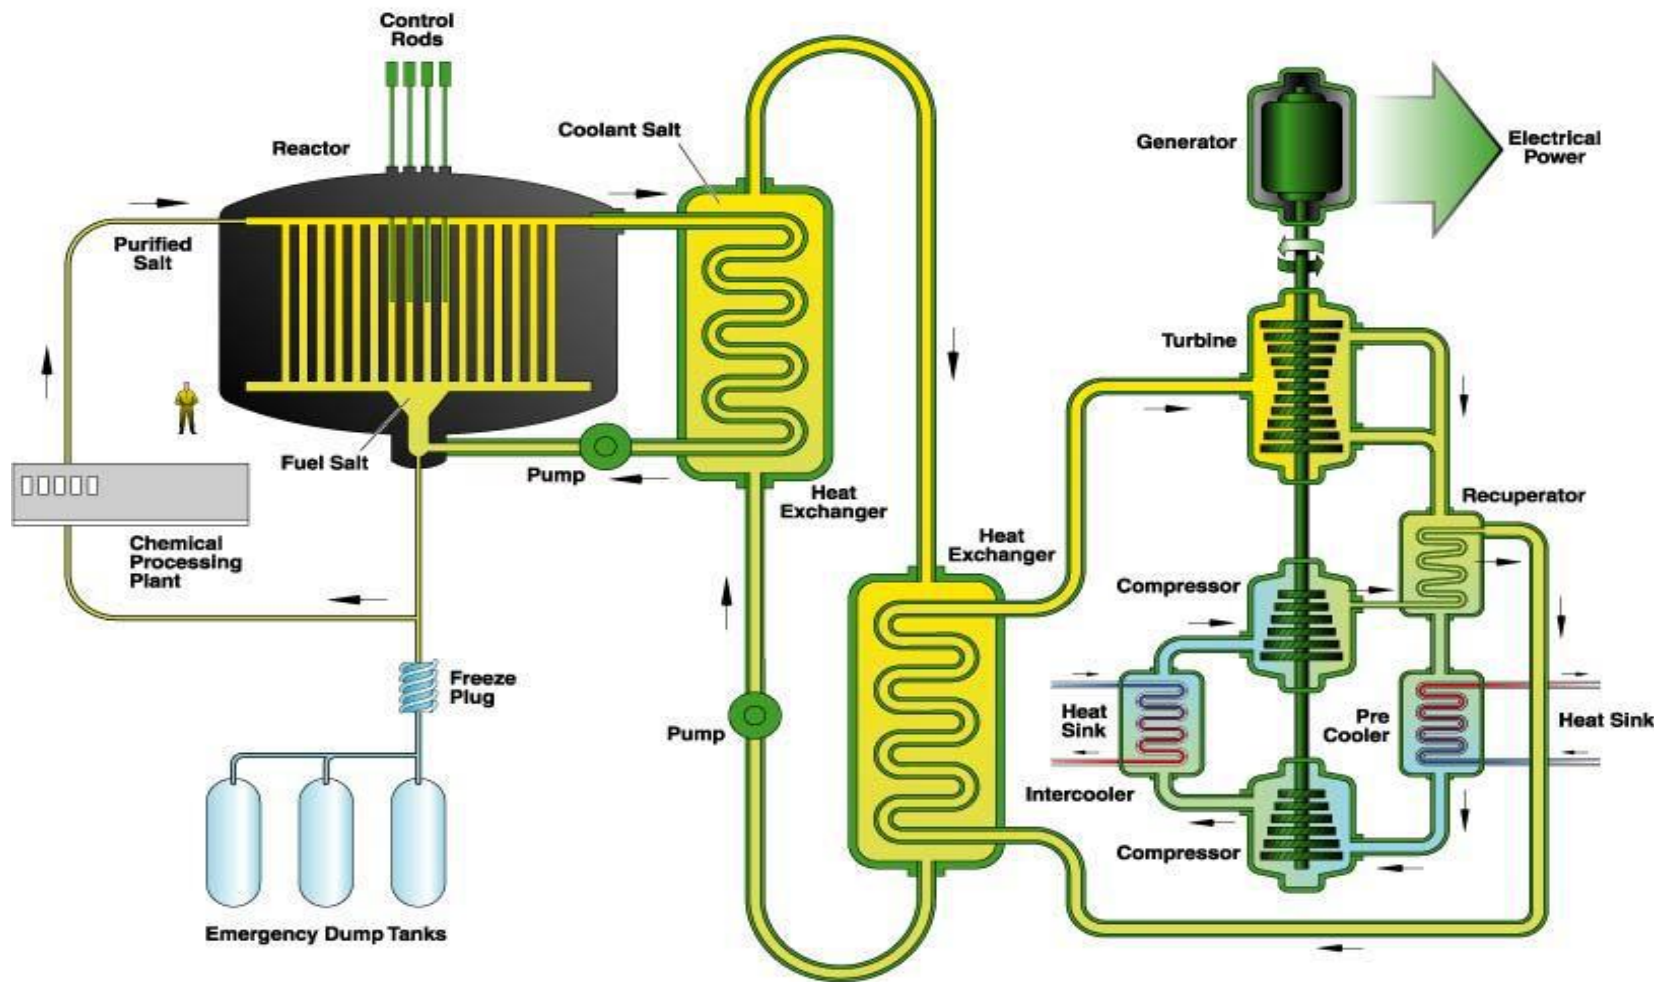 Control
Rods
Reactor
Coolant Salt
Generator
Electrical
Power
Purified
Salt
Turbine
Fuel Salt
Pump
Heat
Exchanger
Recuperator
Chemical
Processing
Plant
Heat
Exchanger
Compressor
Freeze
Plug
Pump
Heat
Sink
Pre
Cooler
Heat Sink
Intercooler
Compressor
Emergency Dump Tanks